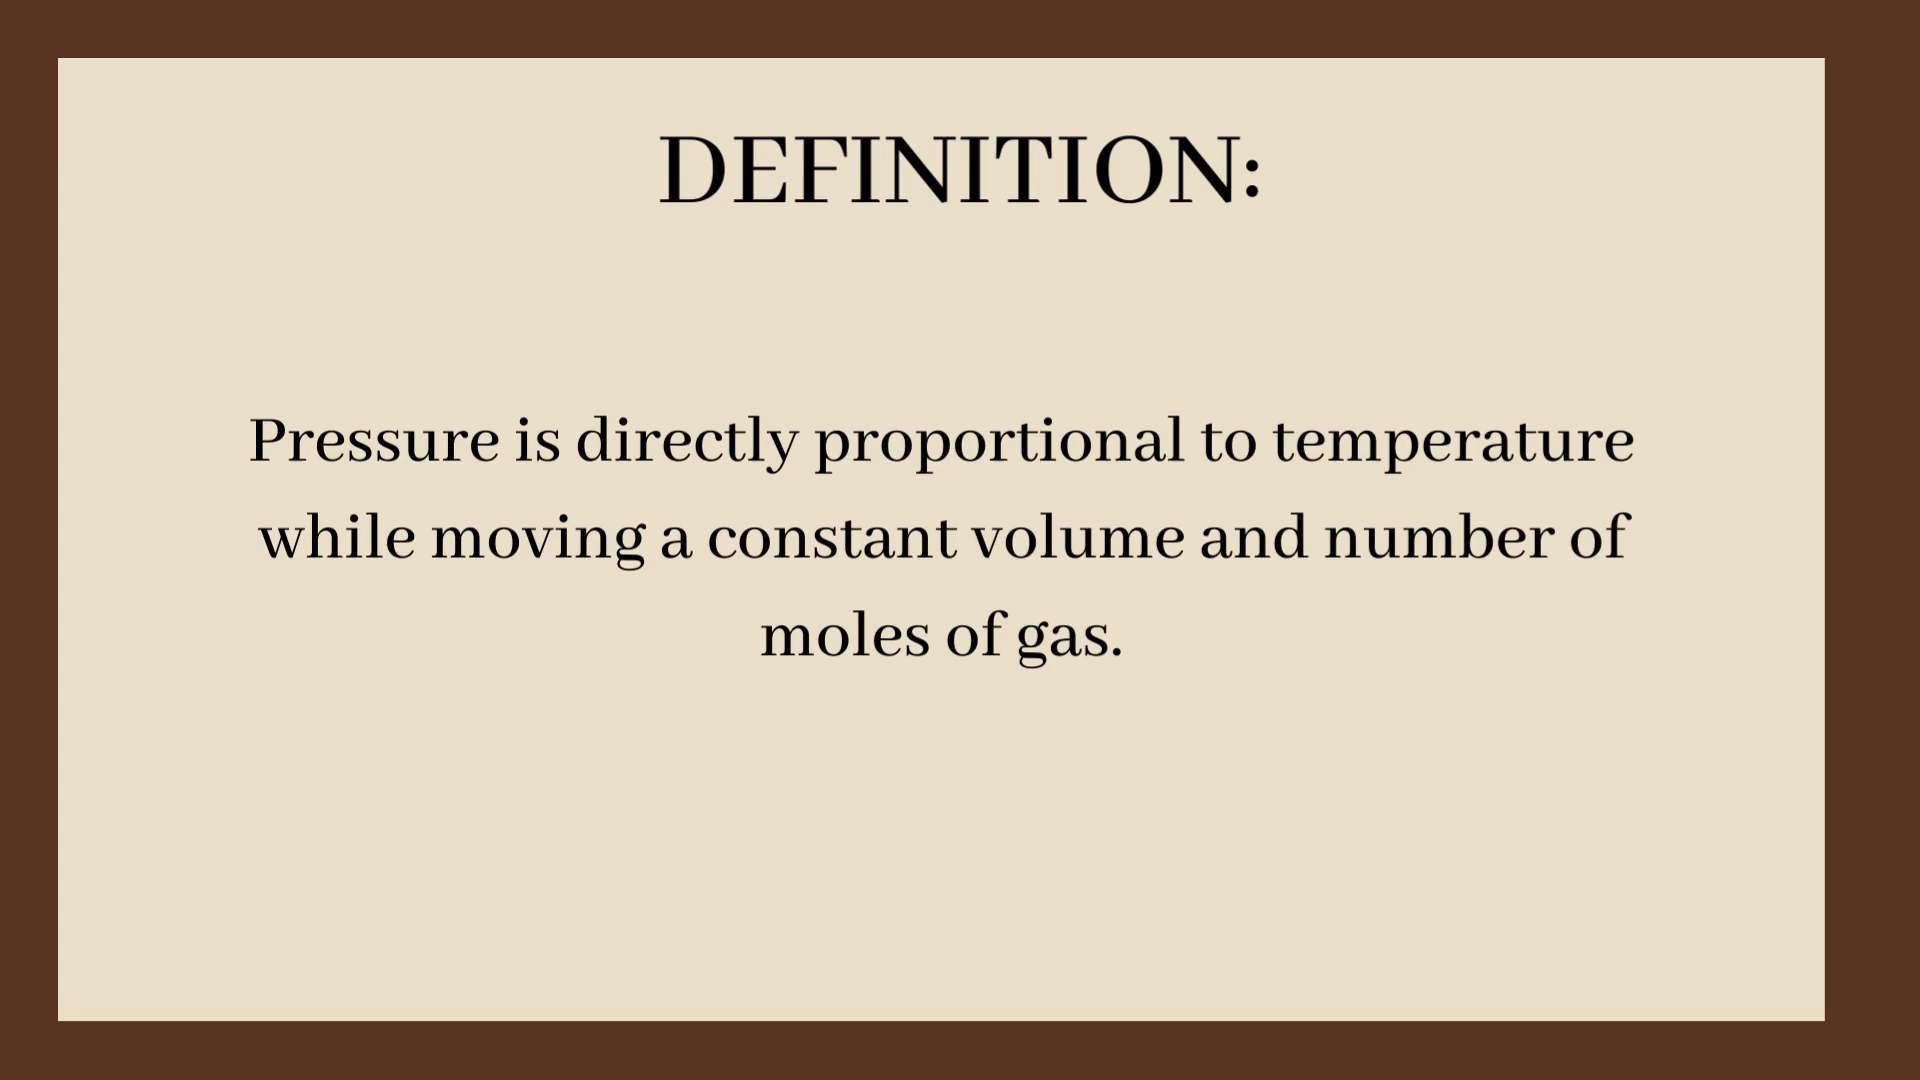 DEFINITION:
Pressure is directly proportional to temperature
while moving a constant volume and number of
moles of gas.